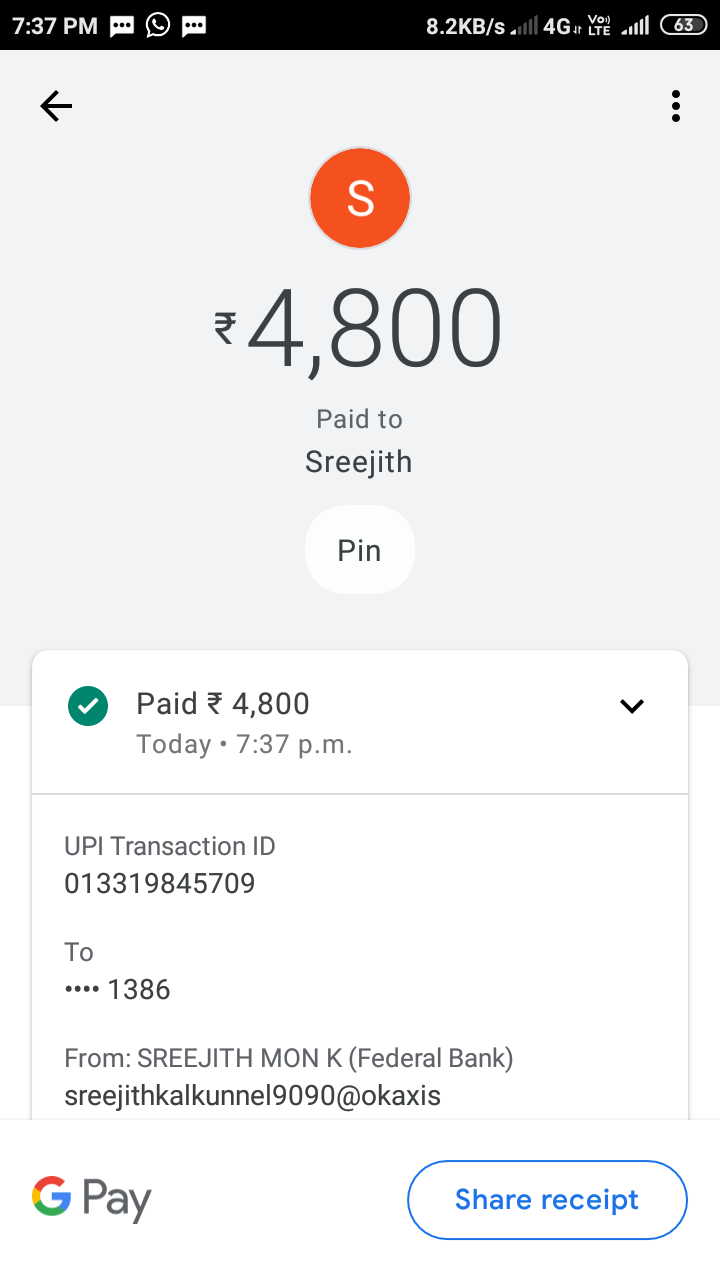 7:37 PM 8.2KB/s 4G Vo)) LTE 63
S
₹4,800
Paid to
Sreejith
Pin
Paid ₹ 4,800
Today • 7:37 p.m.
UPI Transaction ID
013319845709
To
•••• 1386
From: SREEJITH MON K (Federal Bank)
sreejithkalkunnel9090@okaxis
G Pay
Share receipt